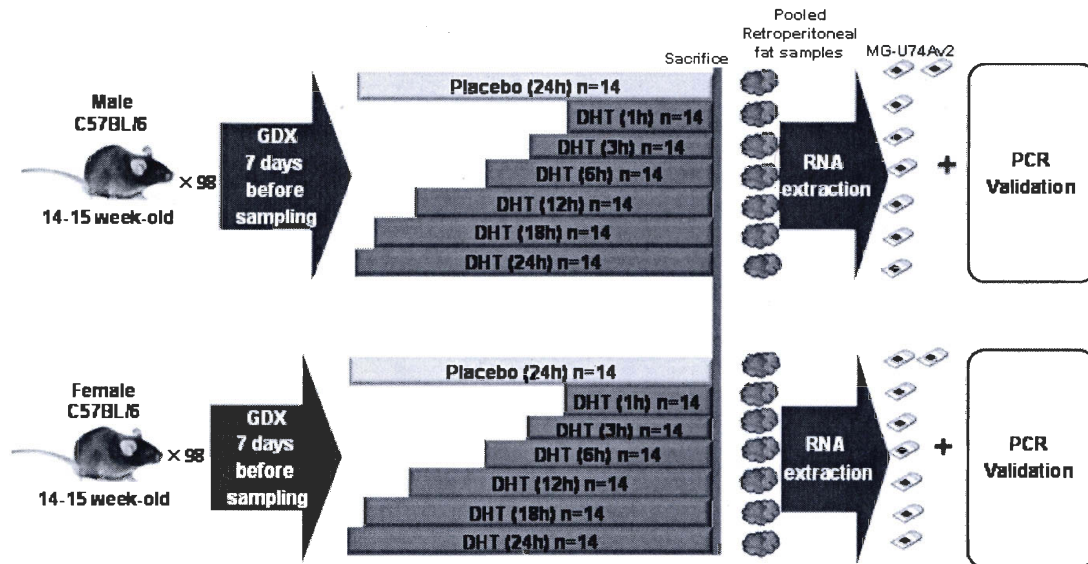 Pooled
Retroperitoneal
fat samples
MG-U74Av2
Sacrifice
Male
C57BL/6
× 98
14-15 week-old
GDX
7 days
before
sampling
Placebo (24h) n=14
DHT (1h) n=14
DHT (3h) n=14
DHT (6h) n=14
DHT (12h) n=14
DHT (18h) n=14
DHT (24h) n=14
RNA
extraction
+
PCR
Validation
Female
C57BL/6
× 98
14-15 week-old
GDX
7 days
before
sampling
Placebo (24h) n=14
DHT (1h) n=14
DHT (3h) n=14
DHT (6h) n=14
DHT (12h) n=14
DHT (18h) n=14
DHT (24h) n=14
RNA
extraction
+
PCR
Validation